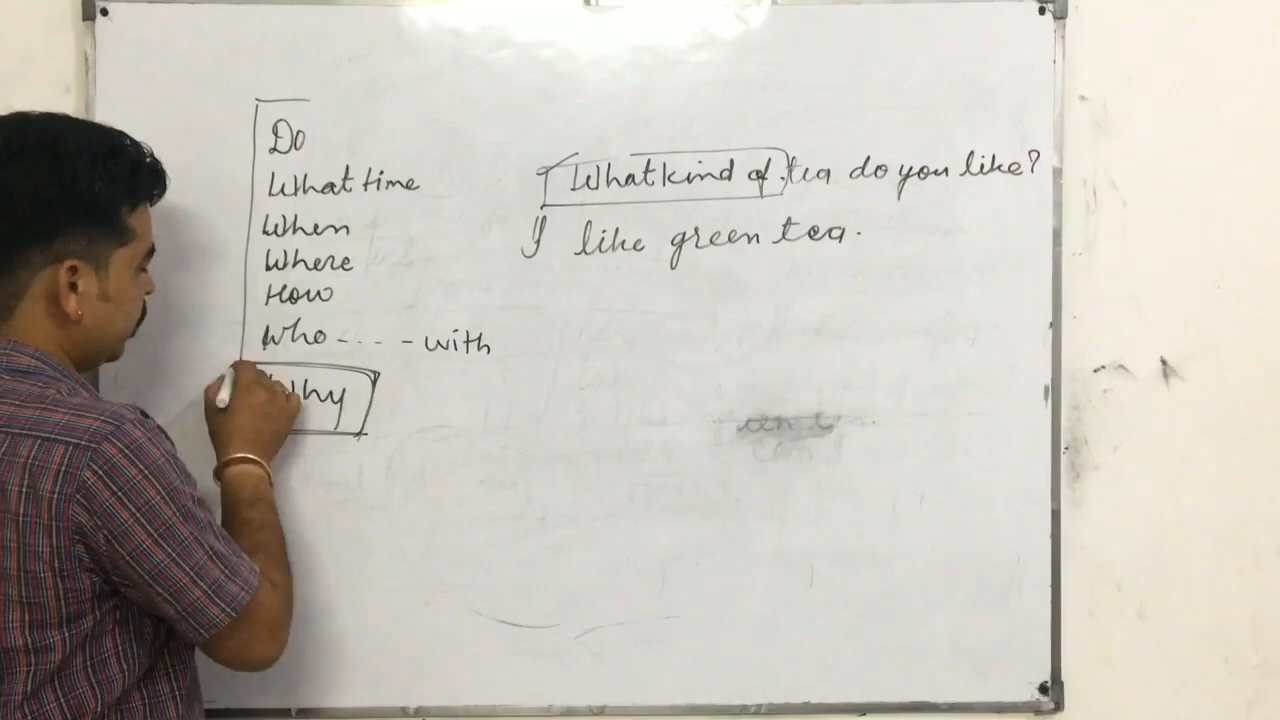 Do
What time
When
Where
How
Who - - - - - with
Why
What kind of tea do you like?
I like green tea.